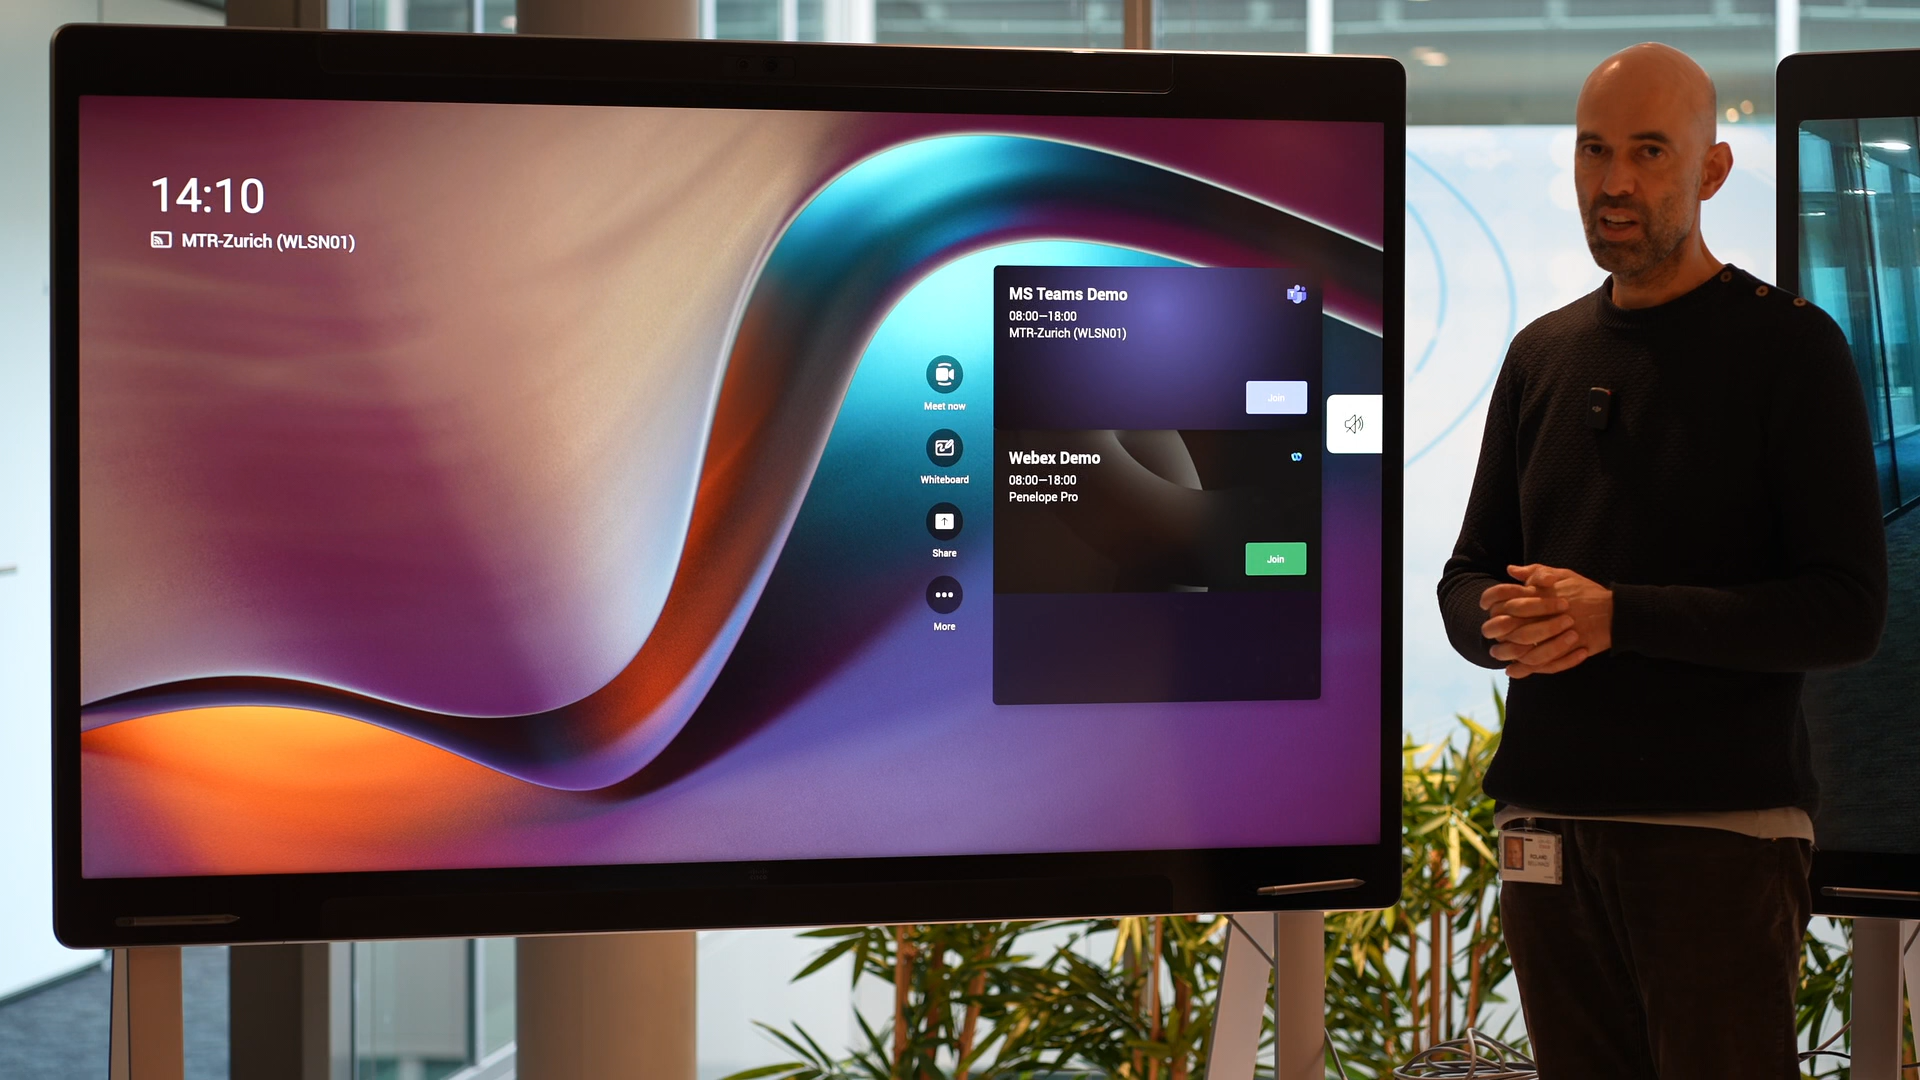 14:10
MTR-Zurich (WLSN01)
MS Teams Demo
08:00—18:00
MTR-Zurich (WLSN01)
Join
Meet now
Whiteboard
Webex Demo
08:00—18:00
Penelope Pro
Share
Join
More
ROLAND